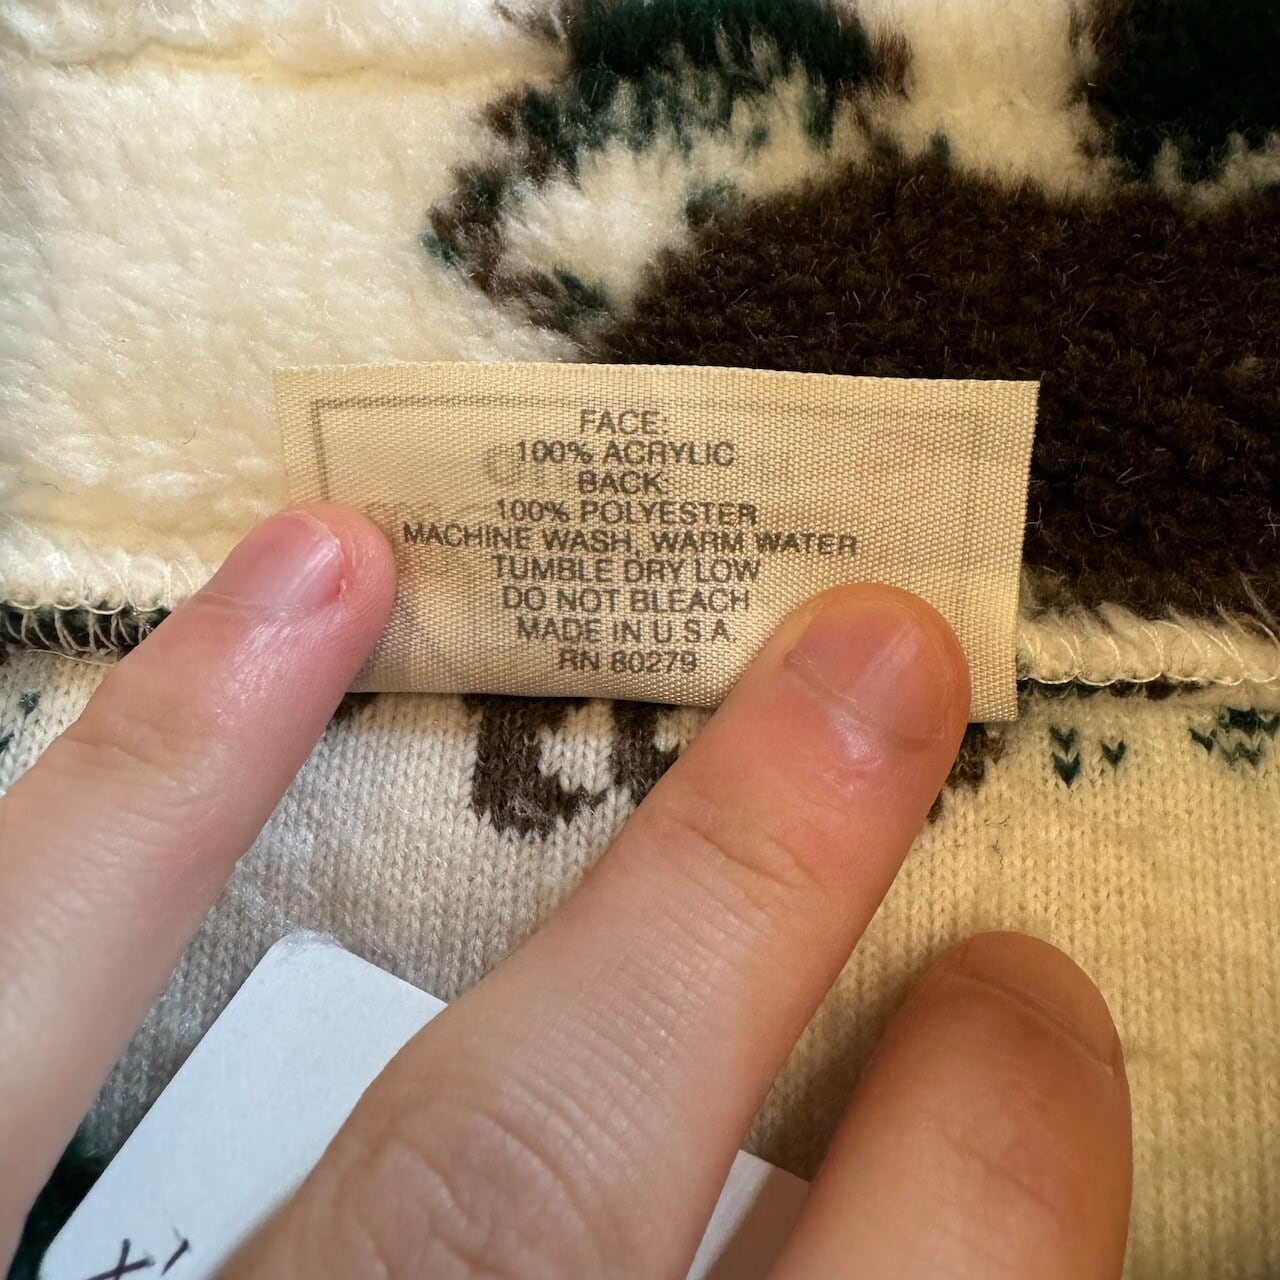 FACE:
100% ACRYLIC
BACK:
100% POLYESTER
MACHINE WASH, WARM WATER
TUMBLE DRY LOW
DO NOT BLEACH
MADE IN U.S.A.
RN 80279